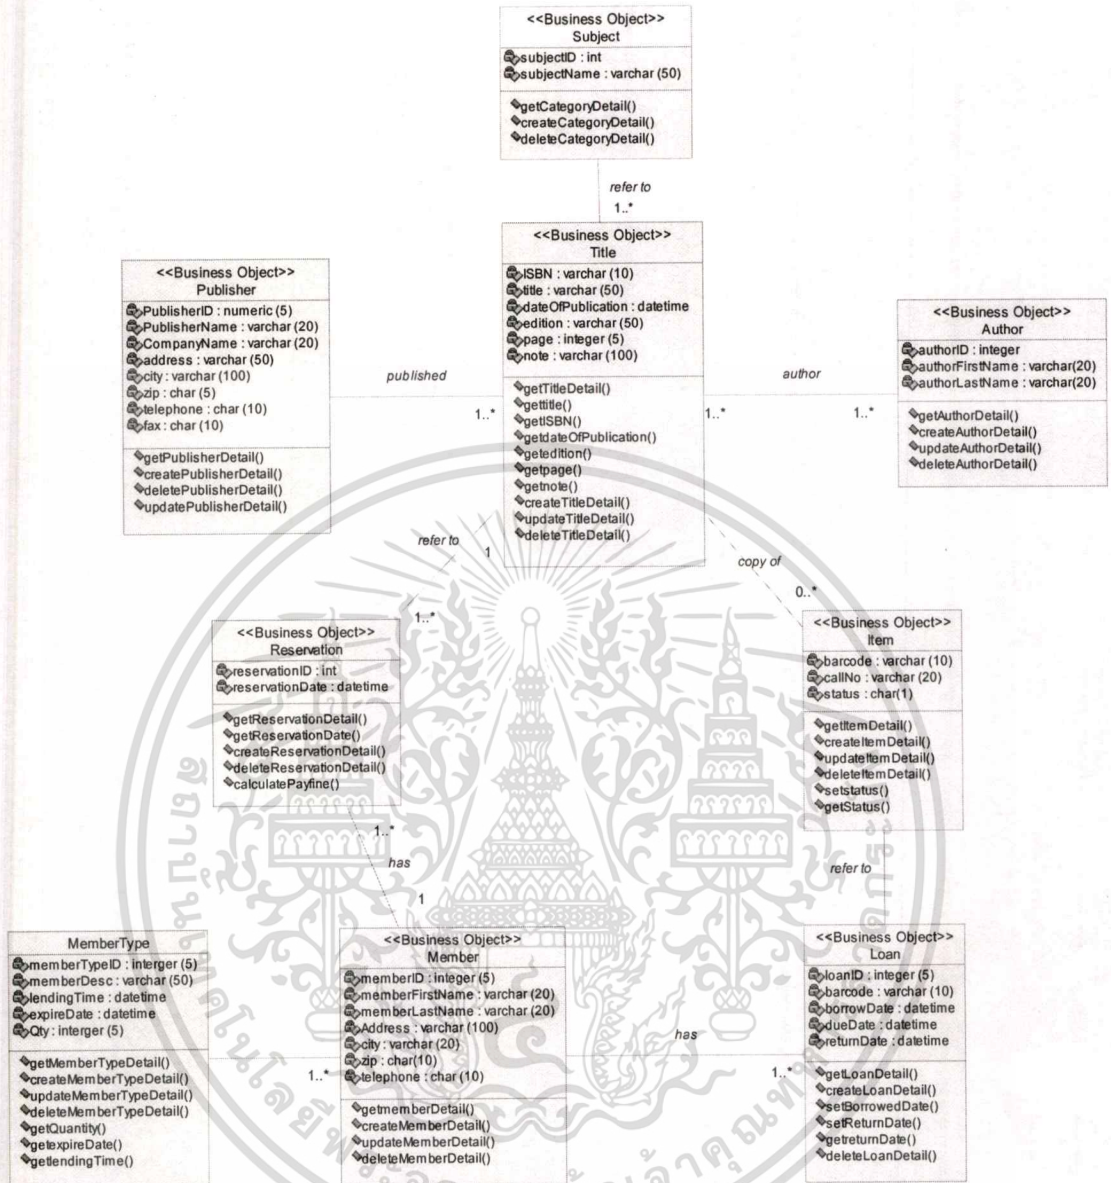 <<Business Object>>
Subject
subjectID : int
subjectName : varchar (50)
getCategoryDetail()
createCategoryDetail()
deleteCategoryDetail()
refer to
1..*
<<Business Object>>
Title
ISBN : varchar (10)
title : varchar (50)
dateOfPublication : datetime
edition : varchar (50)
page : integer (5)
note : varchar (100)
getTitleDetail()
gettitle()
getISBN()
getdateOfPublication()
getedition()
getpage()
getnote()
createTitleDetail()
updateTitleDetail()
deleteTitleDetail()
<<Business Object>>
Publisher
PublisherID : numeric (5)
PublisherName : varchar (20)
CompanyName : varchar (20)
address : varchar (50)
city : varchar (100)
zip : char (5)
telephone : char (10)
fax : char (10)
getPublisherDetail()
createPublisherDetail()
deletePublisherDetail()
updatePublisherDetail()
published
1..*
author
1..*
1..*
<<Business Object>>
Author
authorID : integer
authorFirstName : varchar(20)
authorLastName : varchar(20)
getAuthorDetail()
createAuthorDetail()
updateAuthorDetail()
deleteAuthorDetail()
refer to
1
1..*
copy of
0..*
<<Business Object>>
Reservation
reservationID : int
reservationDate : datetime
getReservationDetail()
getReservationDate()
createReservationDetail()
deleteReservationDetail()
calculatePayfine()
<<Business Object>>
Item
barcode : varchar (10)
callNo : varchar (20)
status : char(1)
getItemDetail()
createItemDetail()
updateItemDetail()
deleteItemDetail()
setstatus()
getStatus()
1..*
has
1
refer to
MemberType
memberTypeID : interger (5)
memberDesc : varchar (50)
lendingTime : datetime
expireDate : datetime
Qty : interger (5)
getMemberTypeDetail()
createMemberTypeDetail()
updateMemberTypeDetail()
deleteMemberTypeDetail()
getQuantity()
getexpireDate()
getlendingTime()
1..*
<<Business Object>>
Member
memberID : integer (5)
memberFirstName : varchar (20)
memberLastName : varchar (20)
Address : varchar (100)
city : varchar (20)
zip : char(10)
telephone : char (10)
getmemberDetail()
createMemberDetail()
updateMemberDetail()
deleteMemberDetail()
has
1..*
<<Business Object>>
Loan
loanID : integer (5)
barcode : varchar (10)
borrowDate : datetime
dueDate : datetime
returnDate : datetime
getLoanDetail()
createLoanDetail()
setBorrowedDate()
setReturnDate()
getreturnDate()
deleteLoanDetail()